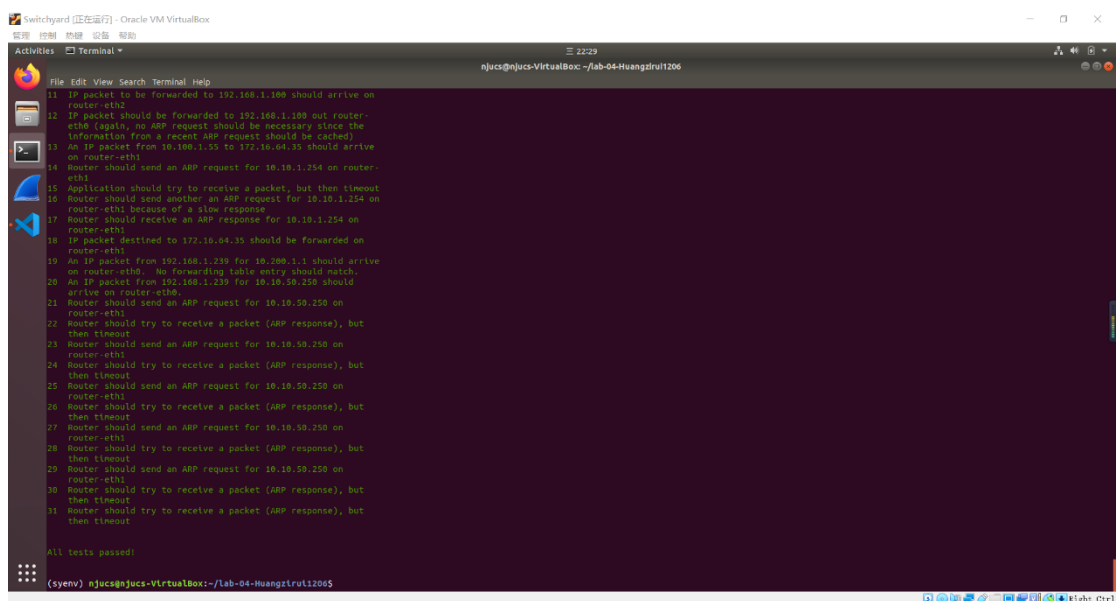 Switchyard [正在运行] - Oracle VM VirtualBox
管理 控制 热键 设备 帮助
Activities Terminal 三 22:29
njucs@njucs-VirtualBox: ~/lab-04-Huangzirui1206
File Edit View Search Terminal Help
11 IP packet to be forwarded to 192.168.1.100 should arrive on
router-eth2
12 IP packet should be forwarded to 192.168.1.100 out router-
eth0 (again, no ARP request should be necessary since the
information from a recent ARP request should be cached)
13 An IP packet from 10.100.1.55 to 172.16.64.35 should arrive
on router-eth1
14 Router should send an ARP request for 10.10.1.254 on router-
eth1
15 Application should try to receive a packet, but then timeout
16 Router should send another an ARP request for 10.10.1.254 on
router-eth1 because of a slow response
17 Router should receive an ARP response for 10.10.1.254 on
router-eth1
18 IP packet destined to 172.16.64.35 should be forwarded on
router-eth1
19 An IP packet from 192.168.1.239 for 10.200.1.1 should arrive
on router-eth0. No forwarding table entry should match.
20 An IP packet from 192.168.1.239 for 10.10.50.250 should
arrive on router-eth0.
21 Router should send an ARP request for 10.10.50.250 on
router-eth1
22 Router should try to receive a packet (ARP response), but
then timeout
23 Router should send an ARP request for 10.10.50.250 on
router-eth1
24 Router should try to receive a packet (ARP response), but
then timeout
25 Router should send an ARP request for 10.10.50.250 on
router-eth1
26 Router should try to receive a packet (ARP response), but
then timeout
27 Router should send an ARP request for 10.10.50.250 on
router-eth1
28 Router should try to receive a packet (ARP response), but
then timeout
29 Router should send an ARP request for 10.10.50.250 on
router-eth1
30 Router should try to receive a packet (ARP response), but
then timeout
31 Router should try to receive a packet (ARP response), but
then timeout
All tests passed!
(syenv) njucs@njucs-VirtualBox:~/lab-04-Huangzirui1206$
Right Ctrl